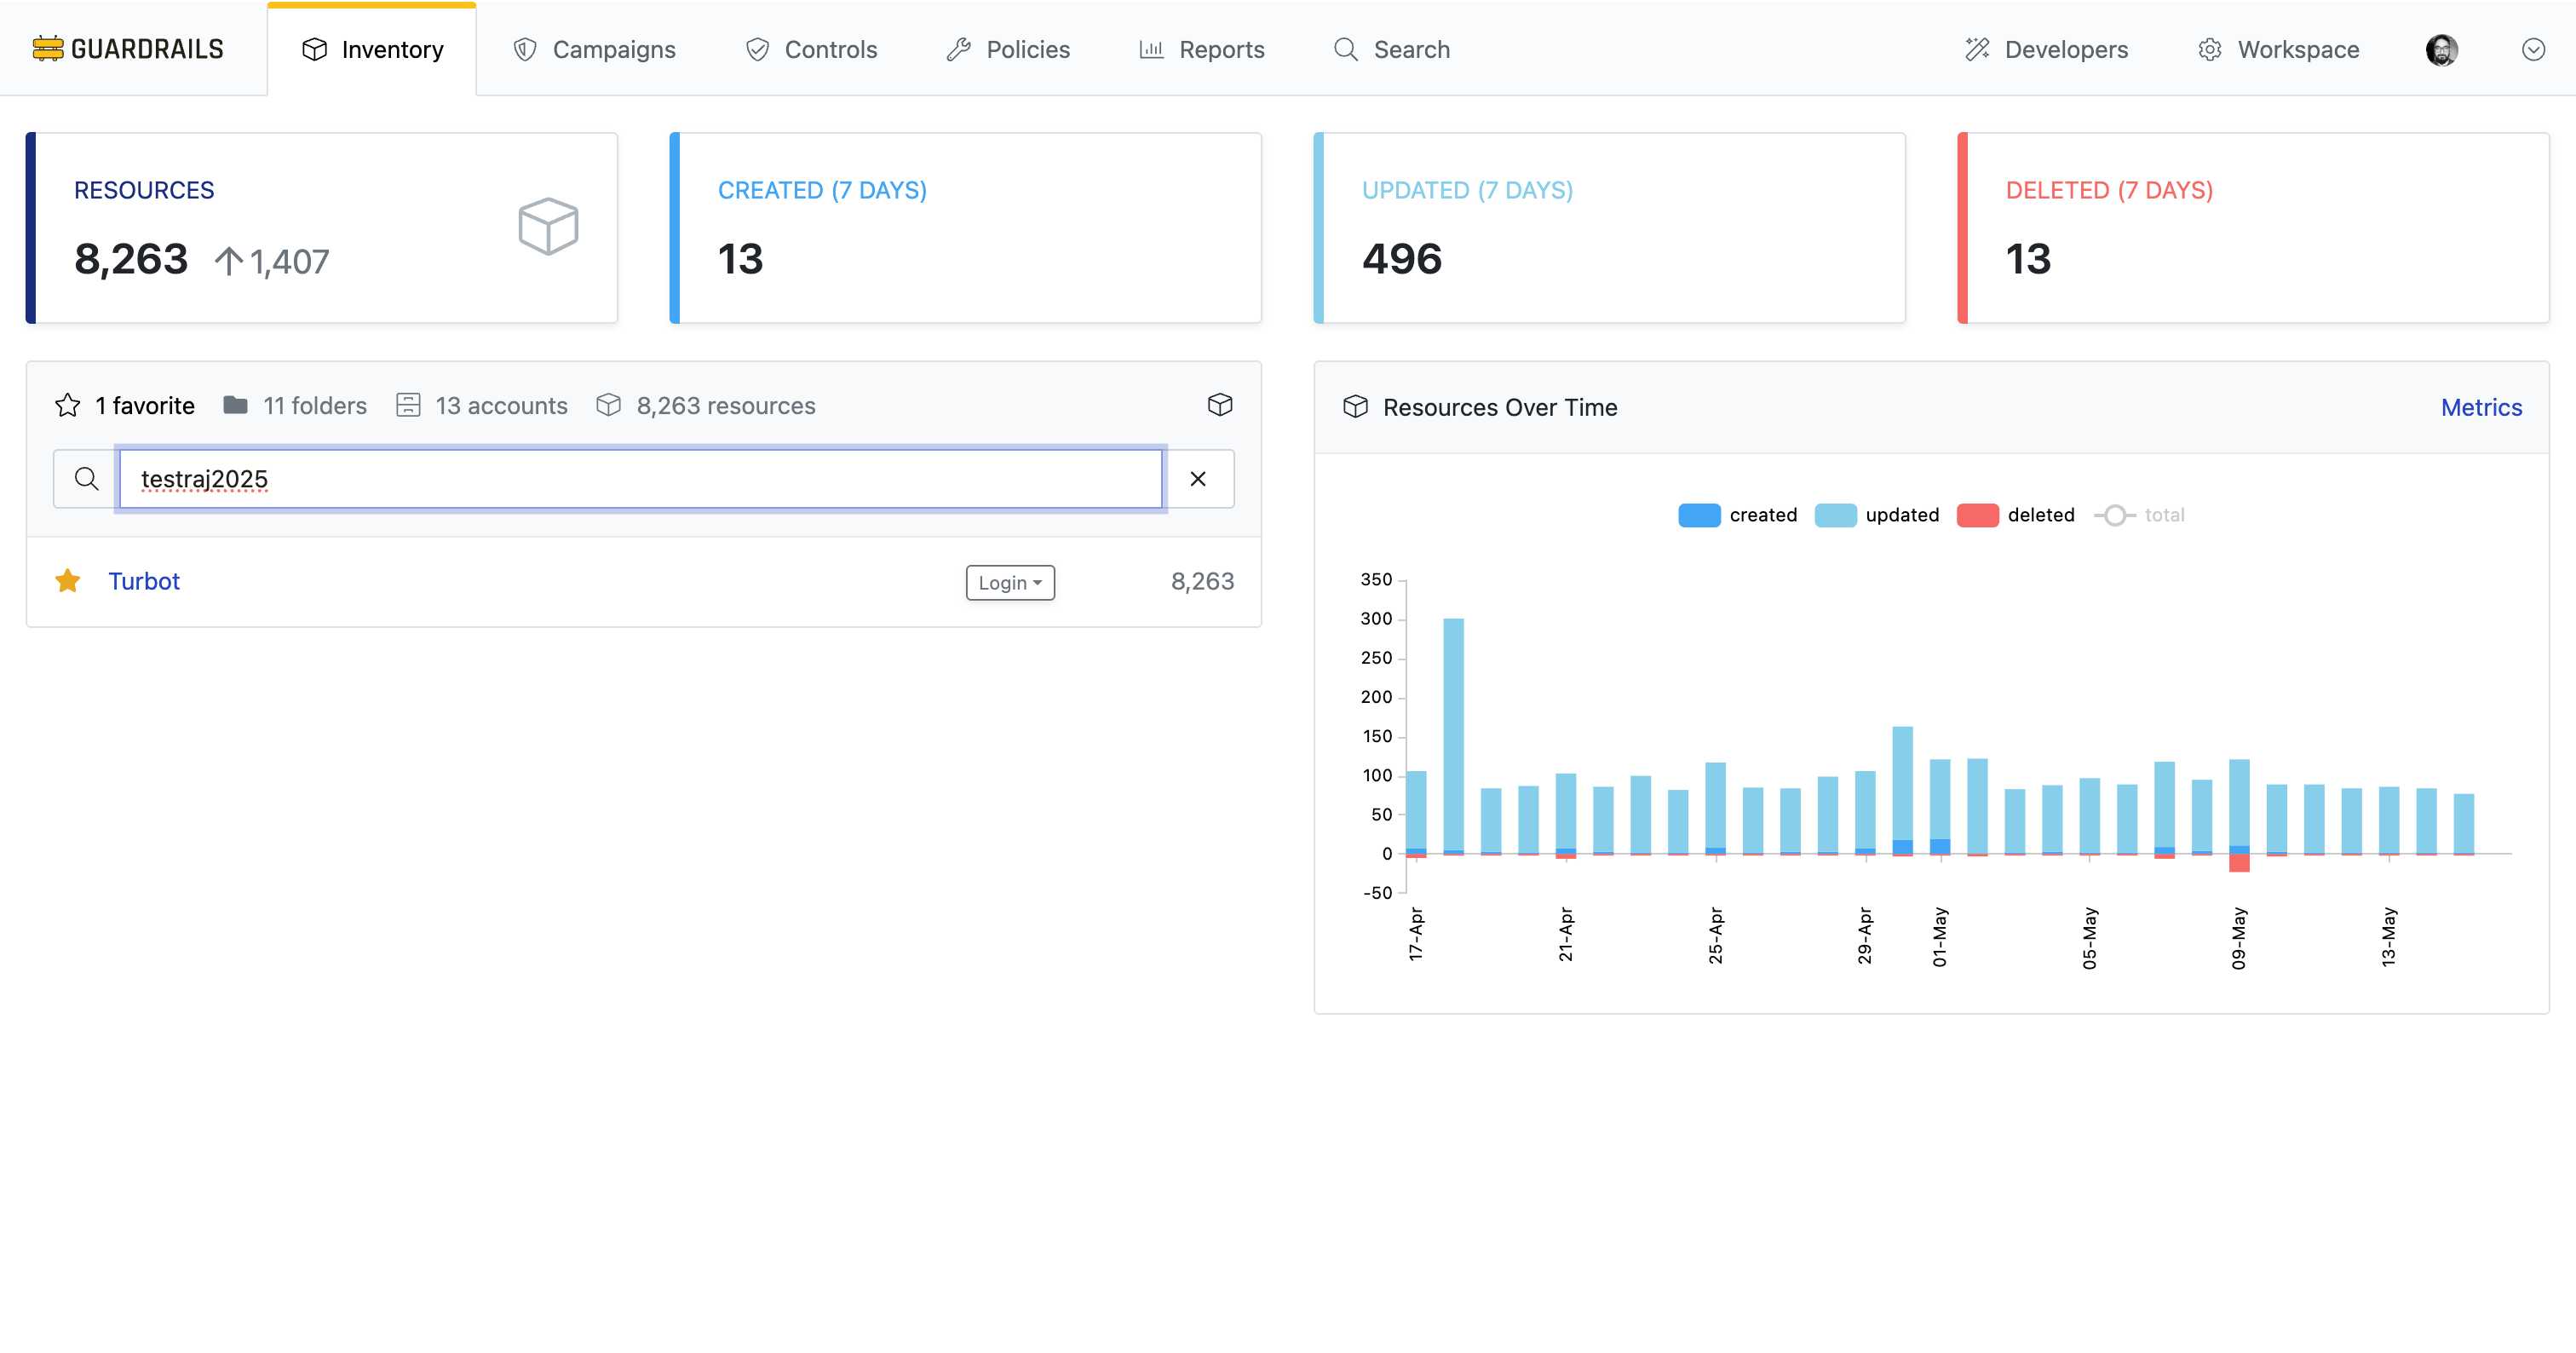 GUARDRAILS
Inventory
Campaigns
Controls
Policies
Reports
Search
Developers
Workspace
RESOURCES
8,263 ↑1,407
CREATED (7 DAYS)
13
UPDATED (7 DAYS)
496
DELETED (7 DAYS)
13
1 favorite 11 folders 13 accounts 8,263 resources
testraj2025
Turbot Login 8,263
Resources Over Time Metrics
created updated deleted total
350
300
250
200
150
100
50
0
-50
17-Apr
21-Apr
25-Apr
29-Apr
01-May
05-May
09-May
13-May